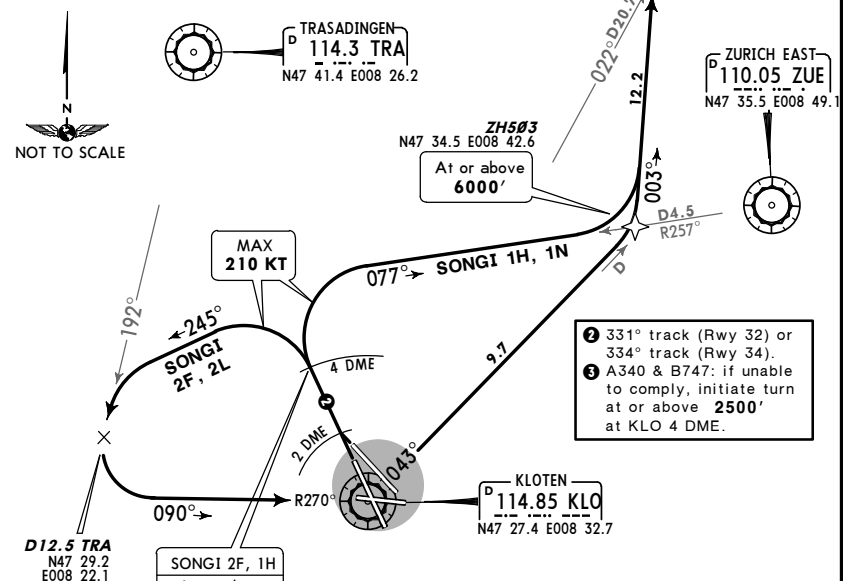 TRASADINGEN
D 114.3 TRA
N47 41.4 E008 26.2
N
NOT TO SCALE
022°
D20.
12.2
ZURICH EAST
D 110.05 ZUE
N47 35.5 E008 49.1
ZH5Ø3
N47 34.5 E008 42.6
At or above
6000'
003°
D4.5
R257°
D
MAX
210 KT
077° SONGI 1H, 1N
192°
245°
SONGI
2F, 2L
4 DME
9.7
2
2 DME
043°
2 331° track (Rwy 32) or
334° track (Rwy 34).
3 A340 & B747: if unable
to comply, initiate turn
at or above 2500'
at KLO 4 DME.
KLOTEN
D 114.85 KLO
N47 27.4 E008 32.7
090°
R270°
D12.5 TRA
N47 29.2
E008 22.1
SONGI 2F, 1H